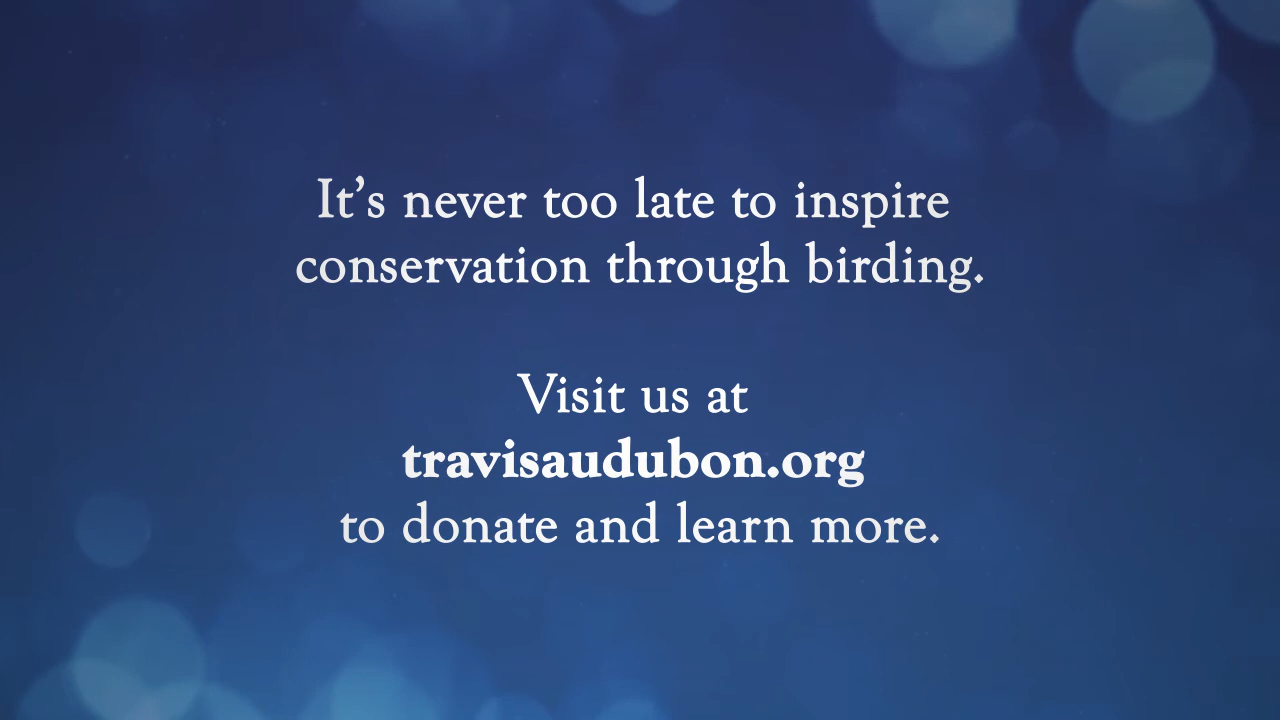 It’s never too late to inspire
conservation through birding.
Visit us at
travisaudubon.org
to donate and learn more.